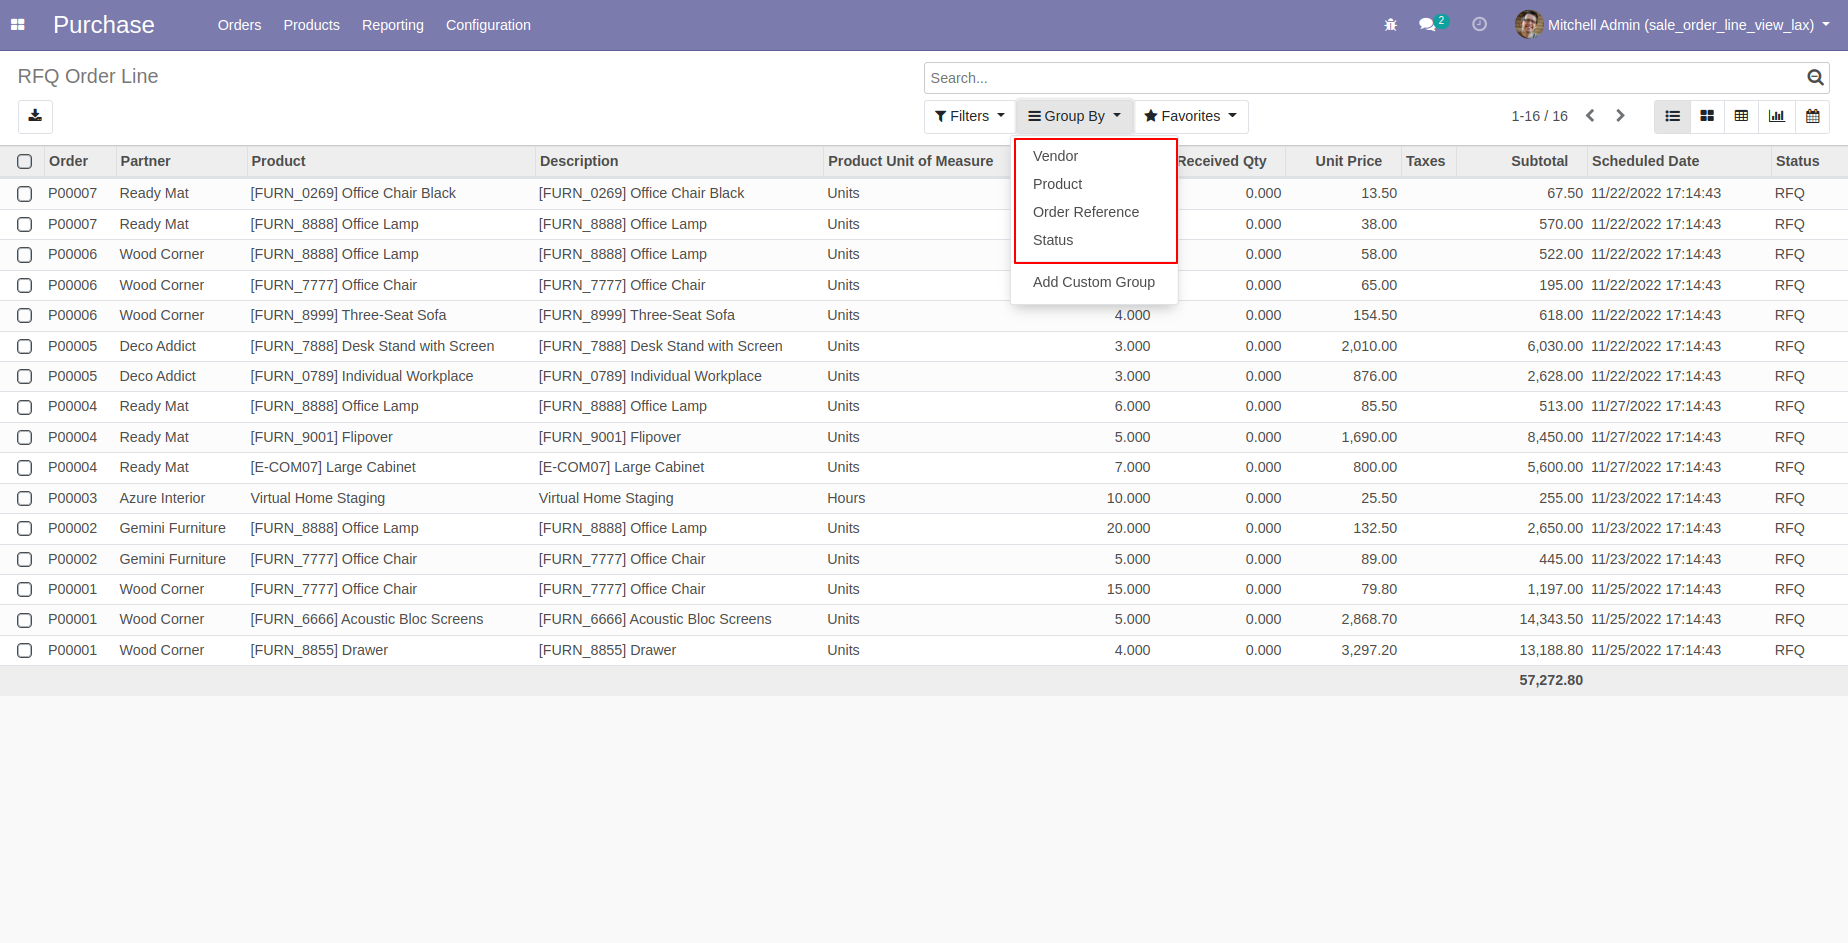 Purchase Orders Products Reporting Configuration 2 Mitchell Admin (sale_order_line_view_lax)
RFQ Order Line
Search...
Filters Group By Favorites 1-16 / 16
Vendor
Product
Order Reference
Status
Add Custom Group
Order Partner Product Description Product Unit of Measure Received Qty Unit Price Taxes Subtotal Scheduled Date Status
P00007 Ready Mat [FURN_0269] Office Chair Black [FURN_0269] Office Chair Black Units 0.000 13.50 67.50 11/22/2022 17:14:43 RFQ
P00007 Ready Mat [FURN_8888] Office Lamp [FURN_8888] Office Lamp Units 0.000 38.00 570.00 11/22/2022 17:14:43 RFQ
P00006 Wood Corner [FURN_8888] Office Lamp [FURN_8888] Office Lamp Units 0.000 58.00 522.00 11/22/2022 17:14:43 RFQ
P00006 Wood Corner [FURN_7777] Office Chair [FURN_7777] Office Chair Units 0.000 65.00 195.00 11/22/2022 17:14:43 RFQ
P00006 Wood Corner [FURN_8999] Three-Seat Sofa [FURN_8999] Three-Seat Sofa Units 4.000 0.000 154.50 618.00 11/22/2022 17:14:43 RFQ
P00005 Deco Addict [FURN_7888] Desk Stand with Screen [FURN_7888] Desk Stand with Screen Units 3.000 0.000 2,010.00 6,030.00 11/22/2022 17:14:43 RFQ
P00005 Deco Addict [FURN_0789] Individual Workplace [FURN_0789] Individual Workplace Units 3.000 0.000 876.00 2,628.00 11/22/2022 17:14:43 RFQ
P00004 Ready Mat [FURN_8888] Office Lamp [FURN_8888] Office Lamp Units 6.000 0.000 85.50 513.00 11/27/2022 17:14:43 RFQ
P00004 Ready Mat [FURN_9001] Flipover [FURN_9001] Flipover Units 5.000 0.000 1,690.00 8,450.00 11/27/2022 17:14:43 RFQ
P00004 Ready Mat [E-COM07] Large Cabinet [E-COM07] Large Cabinet Units 7.000 0.000 800.00 5,600.00 11/27/2022 17:14:43 RFQ
P00003 Azure Interior Virtual Home Staging Virtual Home Staging Hours 10.000 0.000 25.50 255.00 11/23/2022 17:14:43 RFQ
P00002 Gemini Furniture [FURN_8888] Office Lamp [FURN_8888] Office Lamp Units 20.000 0.000 132.50 2,650.00 11/23/2022 17:14:43 RFQ
P00002 Gemini Furniture [FURN_7777] Office Chair [FURN_7777] Office Chair Units 5.000 0.000 89.00 445.00 11/23/2022 17:14:43 RFQ
P00001 Wood Corner [FURN_7777] Office Chair [FURN_7777] Office Chair Units 15.000 0.000 79.80 1,197.00 11/25/2022 17:14:43 RFQ
P00001 Wood Corner [FURN_6666] Acoustic Bloc Screens [FURN_6666] Acoustic Bloc Screens Units 5.000 0.000 2,868.70 14,343.50 11/25/2022 17:14:43 RFQ
P00001 Wood Corner [FURN_8855] Drawer [FURN_8855] Drawer Units 4.000 0.000 3,297.20 13,188.80 11/25/2022 17:14:43 RFQ
57,272.80